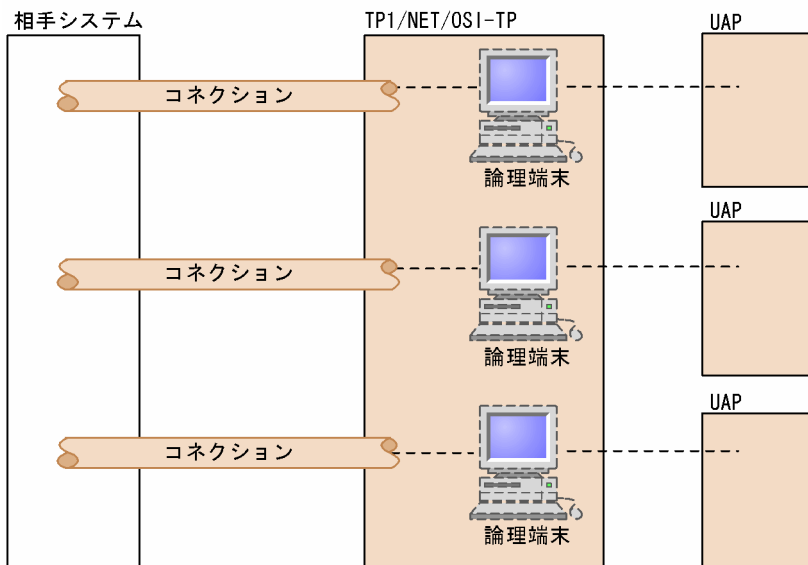 相手システム
TP1/NET/OSI-TP
UAP
コネクション
論理端末
UAP
コネクション
論理端末
UAP
コネクション
論理端末